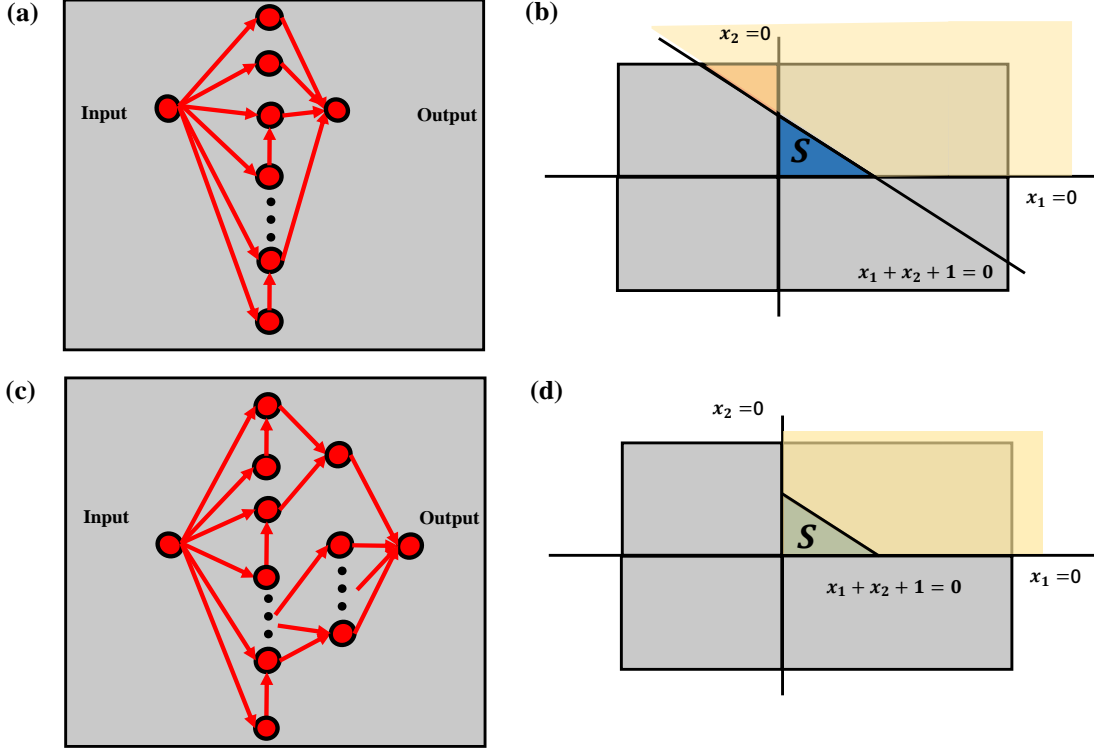 (a)
Input
Output
(b)
x₂ =0
S
x₁ =0
x₁ + x₂ + 1 = 0
(c)
Input
Output
(d)
x₂ =0
S
x₁ + x₂ + 1 = 0
x₁ =0